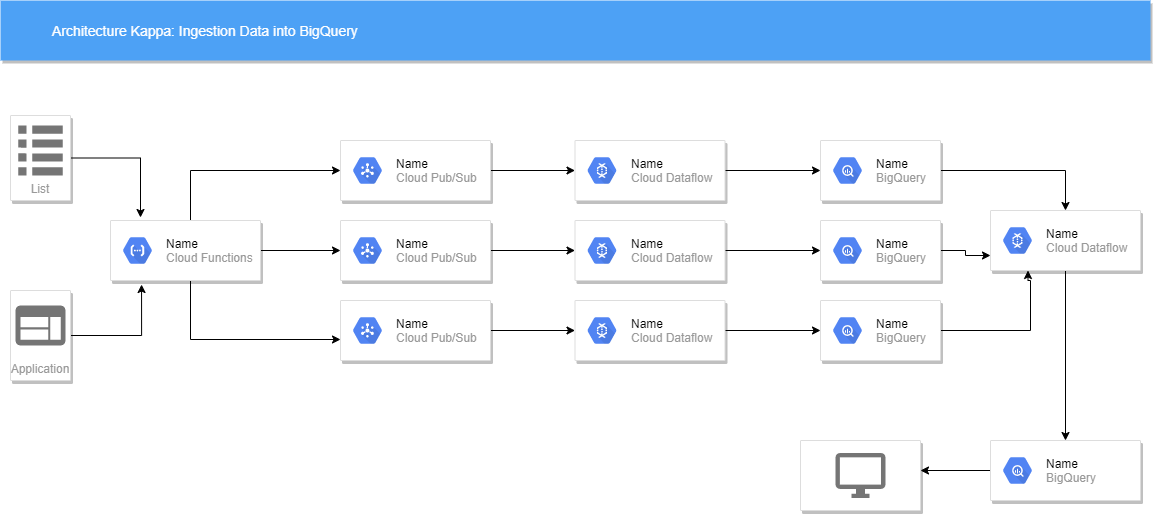 Architecture Kappa: Ingestion Data into BigQuery
List
Application
Name
Cloud Functions
Name
Cloud Pub/Sub
Name
Cloud Dataflow
Name
BigQuery
Name
Cloud Pub/Sub
Name
Cloud Dataflow
Name
BigQuery
Name
Cloud Pub/Sub
Name
Cloud Dataflow
Name
BigQuery
Name
Cloud Dataflow
Name
BigQuery